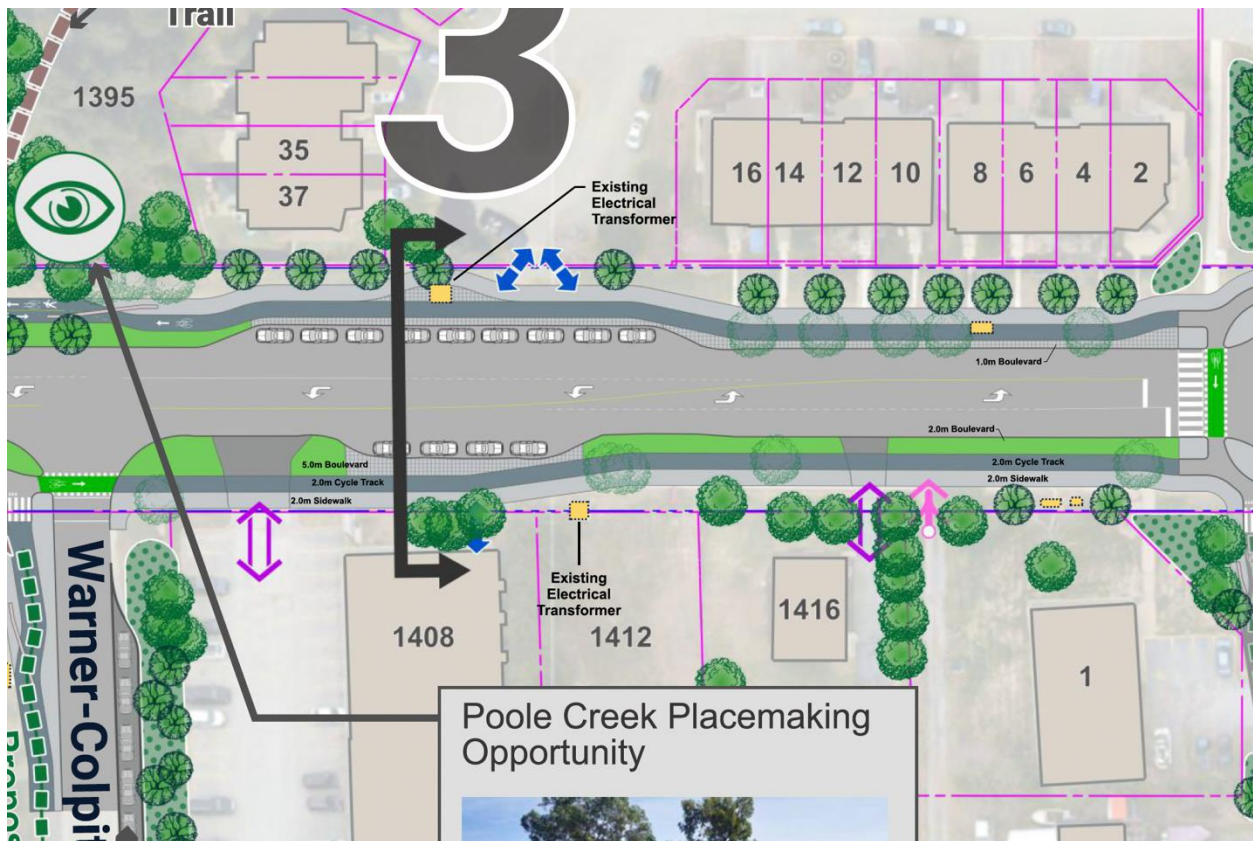 Trail
3
1395
35
37
Existing
Electrical
Transformer
16
14
12
10
8
6
4
2
1.0m Boulevard
2.0m Boulevard
5.0m Boulevard
2.0m Cycle Track
2.0m Cycle Track
2.0m Sidewalk
2.0m Sidewalk
Existing
Electrical
Transformer
1408
1412
1416
1
Warner-Colpit
Propos
Poole Creek Placemaking
Opportunity